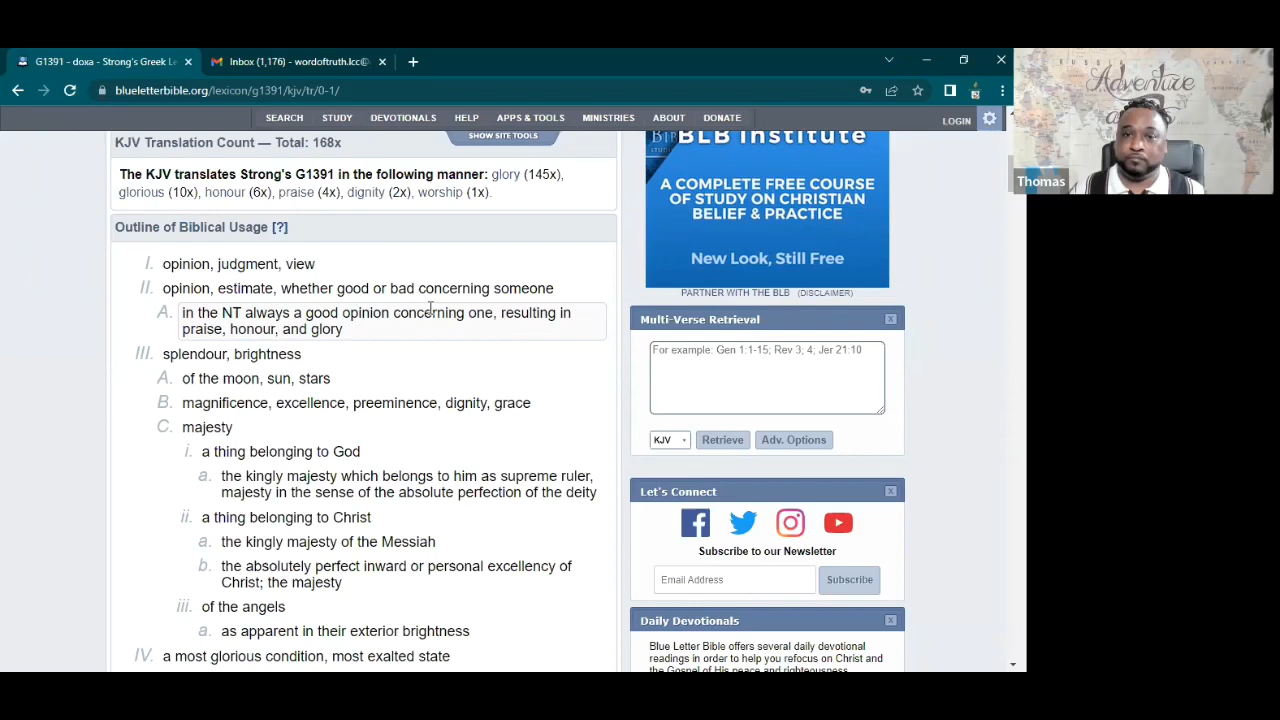 G1391 - doxa - Strong's Greek Le
Inbox (1,176) - wordoftruth.lcc@
blueletterbible.org/lexicon/g1391/kjv/tr/0-1/
SEARCH STUDY DEVOTIONALS HELP APPS & TOOLS MINISTRIES ABOUT DONATE LOGIN
SHOW SITE TOOLS
KJV Translation Count — Total: 168x
The KJV translates Strong's G1391 in the following manner: glory (145x),
glorious (10x), honour (6x), praise (4x), dignity (2x), worship (1x).
Outline of Biblical Usage [?]
I. opinion, judgment, view
II. opinion, estimate, whether good or bad concerning someone
A. in the NT always a good opinion concerning one, resulting in
praise, honour, and glory
III. splendour, brightness
A. of the moon, sun, stars
B. magnificence, excellence, preeminence, dignity, grace
C. majesty
i. a thing belonging to God
a. the kingly majesty which belongs to him as supreme ruler,
majesty in the sense of the absolute perfection of the deity
ii. a thing belonging to Christ
a. the kingly majesty of the Messiah
b. the absolutely perfect inward or personal excellency of
Christ; the majesty
iii. of the angels
a. as apparent in their exterior brightness
IV. a most glorious condition, most exalted state
BLB Institute
A COMPLETE FREE COURSE
OF STUDY ON CHRISTIAN
BELIEF & PRACTICE
New Look, Still Free
PARTNER WITH THE BLB (DISCLAIMER)
Multi-Verse Retrieval
For example: Gen 1:1-15; Rev 3; 4; Jer 21:10
KJV Retrieve Adv. Options
Let's Connect
Subscribe to our Newsletter
Email Address Subscribe
Daily Devotionals
Blue Letter Bible offers several daily devotional
readings in order to help you refocus on Christ and
the Gospel of His peace and righteousness.
Adventure
Thomas